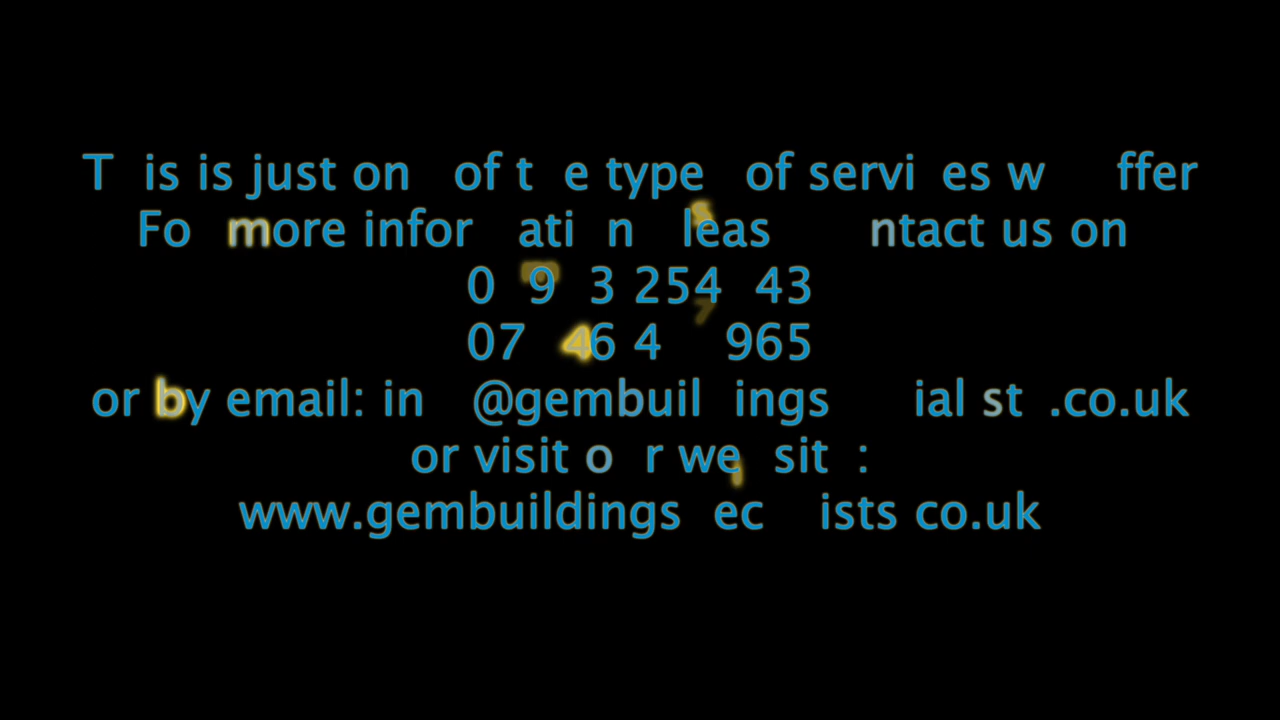 T is is just on of t e type of servi es w ffer
Fo more infor ati n leas ntact us on
0 9 3 254 43
07 46 4 965
or by email: in @gembuil ings ial st .co.uk
or visit o r we sit :
www.gembuildings ec ists co.uk